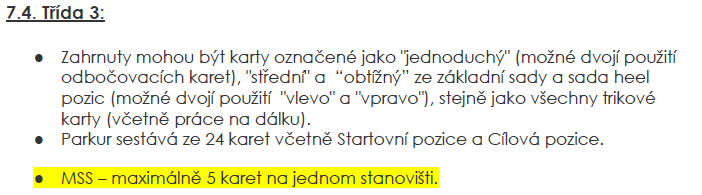 7.4. Třída 3:
● Zahrnuty mohou být karty označené jako "jednoduchý" (možné dvojí použití
odbočovacích karet), "střední" a “obtížný” ze základní sady a sada heel
pozic (možné dvojí použití "vlevo" a "vpravo"), stejně jako všechny trikové
karty (včetně práce na dálku).
● Parkur sestává ze 24 karet včetně Startovní pozice a Cílová pozice.
● MSS – maximálně 5 karet na jednom stanovišti.